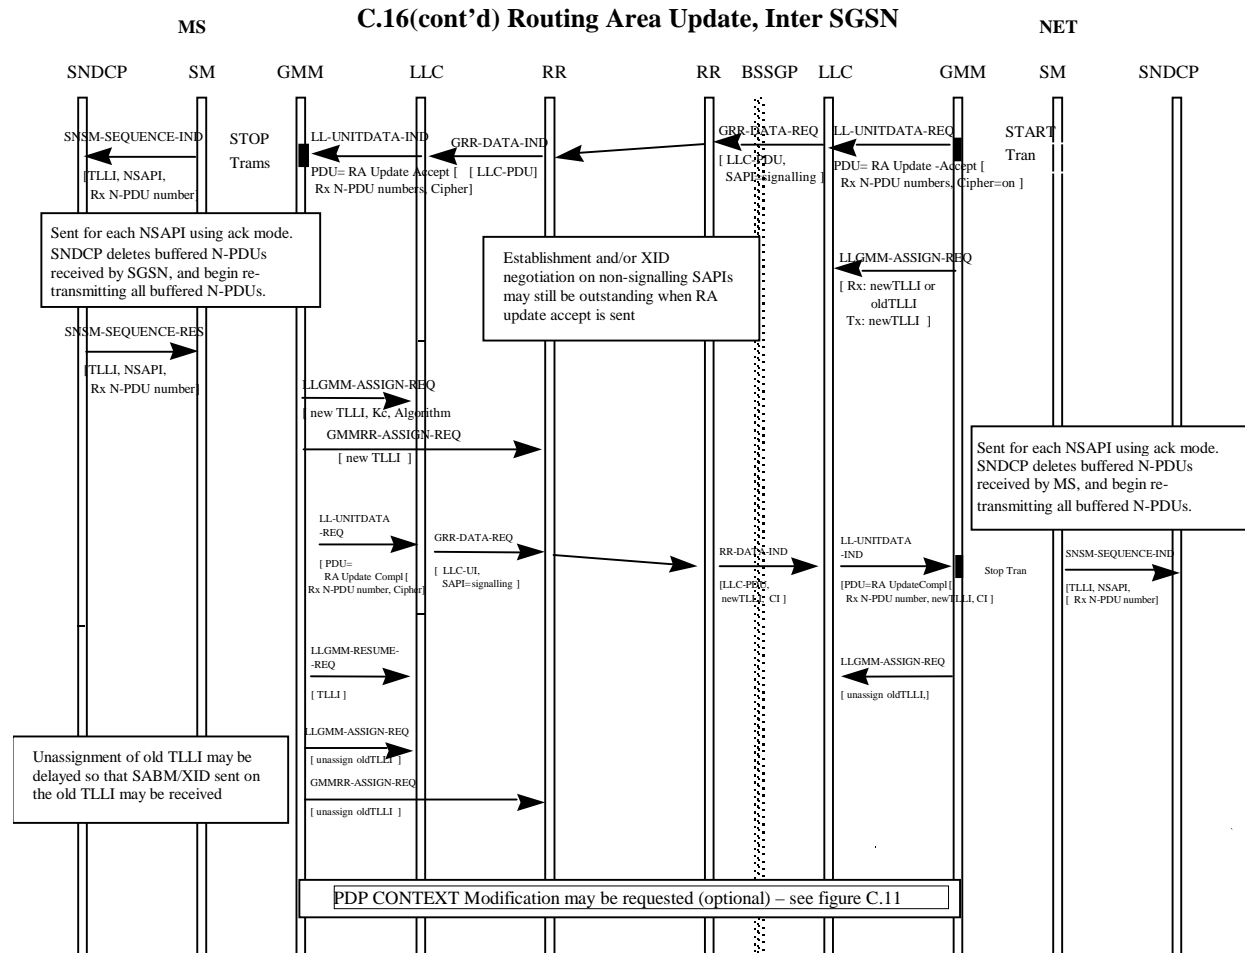 C.16(cont’d) Routing Area Update, Inter SGSN
MS
NET
SNDCP SM GMM LLC RR RR BSSGP LLC GMM SM SNDCP
SNSM-SEQUENCE-IND
[TLLI, NSAPI,
Rx N-PDU number]
STOP
Trams
LL-UNITDATA-IND
PDU= RA Update Accept [
Rx N-PDU numbers, Cipher]
GRR-DATA-IND
[ LLC-PDU]
GRR-DATA-REQ
[ LLC-PDU,
SAPI=signalling ]
LL-UNITDATA-REQ
PDU= RA Update -Accept [
Rx N-PDU numbers, Cipher=on ]
START
Tran
Sent for each NSAPI using ack mode.
SNDCP deletes buffered N-PDUs
received by SGSN, and begin re-
transmitting all buffered N-PDUs.
Establishment and/or XID
negotiation on non-signalling SAPIs
may still be outstanding when RA
update accept is sent
LLGMM-ASSIGN-REQ
[ Rx: newTLLI or
oldTLLI
Tx: newTLLI ]
SNSM-SEQUENCE-RES
[TLLI, NSAPI,
Rx N-PDU number]
LLGMM-ASSIGN-REQ
[ new TLLI, Kc, Algorithm
GMMRR-ASSIGN-REQ
[ new TLLI ]
Sent for each NSAPI using ack mode.
SNDCP deletes buffered N-PDUs
received by MS, and begin re-
transmitting all buffered N-PDUs.
LL-UNITDATA
-REQ
[ PDU=
RA Update Compl[
Rx N-PDU number, Cipher]
GRR-DATA-REQ
[ LLC-UI,
SAPI=signalling ]
RR-DATA-IND
[LLC-PDU,
newTLLI, CI ]
LL-UNITDATA
-IND
[PDU=RA UpdateCompl[
Rx N-PDU number, newTLLI, CI ]
Stop Tran
SNSM-SEQUENCE-IND
[TLLI, NSAPI,
[ Rx N-PDU number]
LLGMM-RESUME-
-REQ
[ TLLI ]
LLGMM-ASSIGN-REQ
[ unassign oldTLLI,]
LLGMM-ASSIGN-REQ
[ unassign oldTLLI ]
Unassignment of old TLLI may be
delayed so that SABM/XID sent on
the old TLLI may be received
GMMRR-ASSIGN-REQ
[ unassign oldTLLI ]
PDP CONTEXT Modification may be requested (optional) – see figure C.11